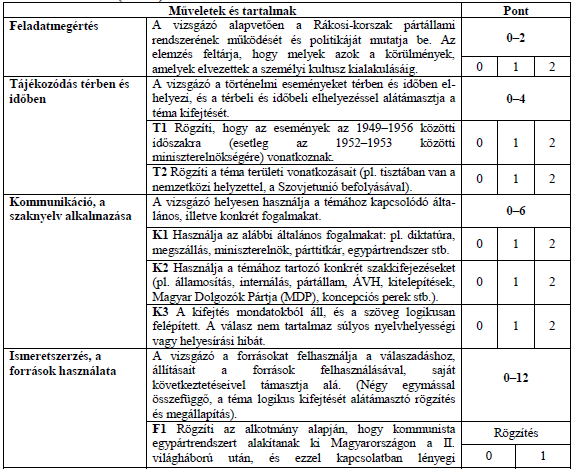 Műveletek és tartalmak Pont
Feladatmegértés
A vizsgázó alapvetően a Rákosi-korszak pártállami
rendszerének működését és politikáját mutatja be. Az
elemzés feltárja, hogy melyek azok a körülmények,
amelyek elvezettek a személyi kultusz kialakulásáig.
0–2
0 1 2
Tájékozódás térben és
időben
A vizsgázó a történelmi eseményeket térben és időben el-
helyezi, és a térbeli és időbeli elhelyezéssel alátámasztja a
téma kifejtését.
0–4
T1 Rögzíti, hogy az események az 1949–1956 közötti
időszakra (esetleg az 1952–1953 közötti
miniszterelnökségére) vonatkoznak.
0 1 2
T2 Rögzíti a téma területi vonatkozásait (pl. tisztában van a
nemzetközi helyzettel, a Szovjetunió befolyásával).
0 1 2
Kommunikáció, a
szaknyelv alkalmazása
A vizsgázó helyesen használja a témához kapcsolódó álta-
lános, illetve konkrét fogalmakat.
0–6
K1 Használja az alábbi általános fogalmakat: pl. diktatúra,
megszállás, miniszterelnök, párttitkár, egypártrendszer stb.
0 1 2
K2 Használja a témához tartozó konkrét szakkifejezéseket
(pl. államosítás, internálás, pártállam, ÁVH, kitelepítések,
Magyar Dolgozók Pártja (MDP), koncepciós perek stb.).
0 1 2
K3 A kifejtés mondatokból áll, és a szöveg logikusan
felépített. A válasz nem tartalmaz súlyos nyelvhelyességi
vagy helyesírási hibát.
0 1 2
Ismeretszerzés, a
források használata
A vizsgázó a forrásokat felhasználja a válaszadáshoz,
állításait a források felhasználásával, saját
következtetéseivel támasztja alá. (Négy egymással
összefüggő, a téma logikus kifejtését alátámasztó rögzítés
és megállapítás).
0–12
F1 Rögzíti az alkotmány alapján, hogy kommunista
egypártrendszert alakítanak ki Magyarországon a II.
világháború után, és ezzel kapcsolatban lényegi
Rögzítés
0 1